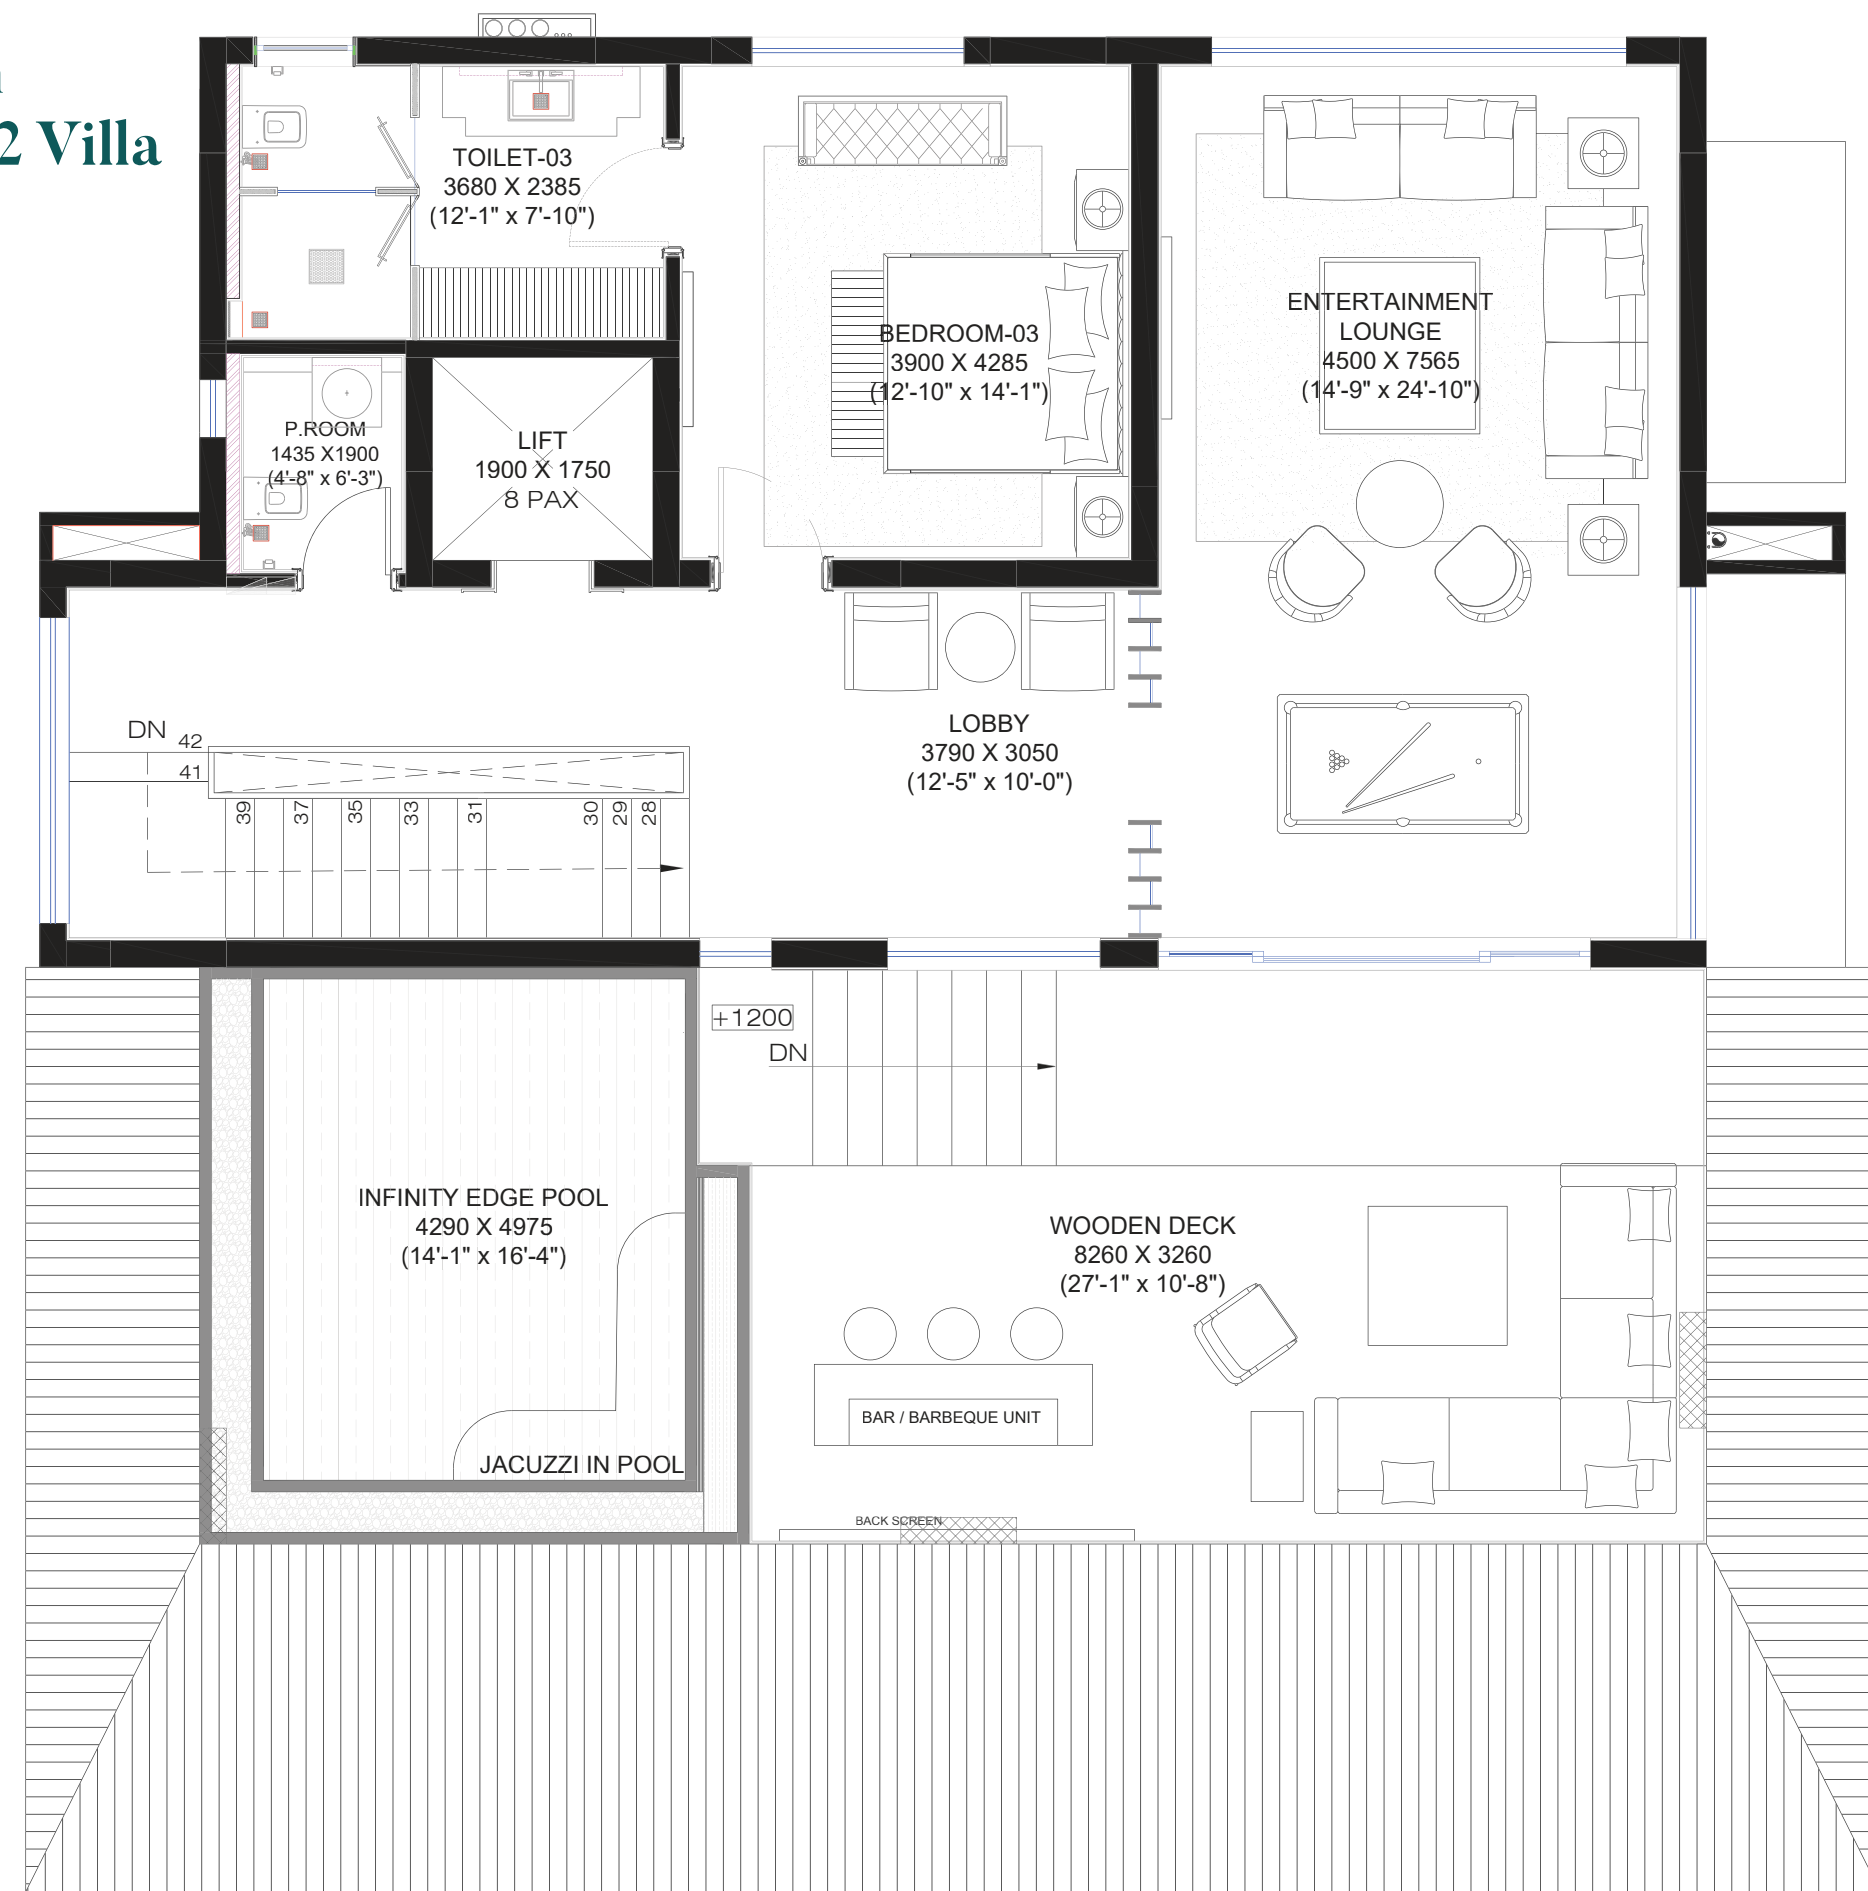 2 Villa
TOILET-03
3680 X 2385
(12'-1" x 7'-10")
BEDROOM-03
3900 X 4285
(12'-10" x 14'-1")
ENTERTAINMENT
LOUNGE
4500 X 7565
(14'-9" x 24'-10")
P.ROOM
1435 X1900
(4'-8" x 6'-3")
LIFT
1900 X 1750
8 PAX
LOBBY
3790 X 3050
(12'-5" x 10'-0")
DN
42
41
39
37
35
33
31
30
29
28
+1200
DN
INFINITY EDGE POOL
4290 X 4975
(14'-1" x 16'-4")
JACUZZI IN POOL
WOODEN DECK
8260 X 3260
(27'-1" x 10'-8")
BAR / BARBEQUE UNIT
BACK SCREEN